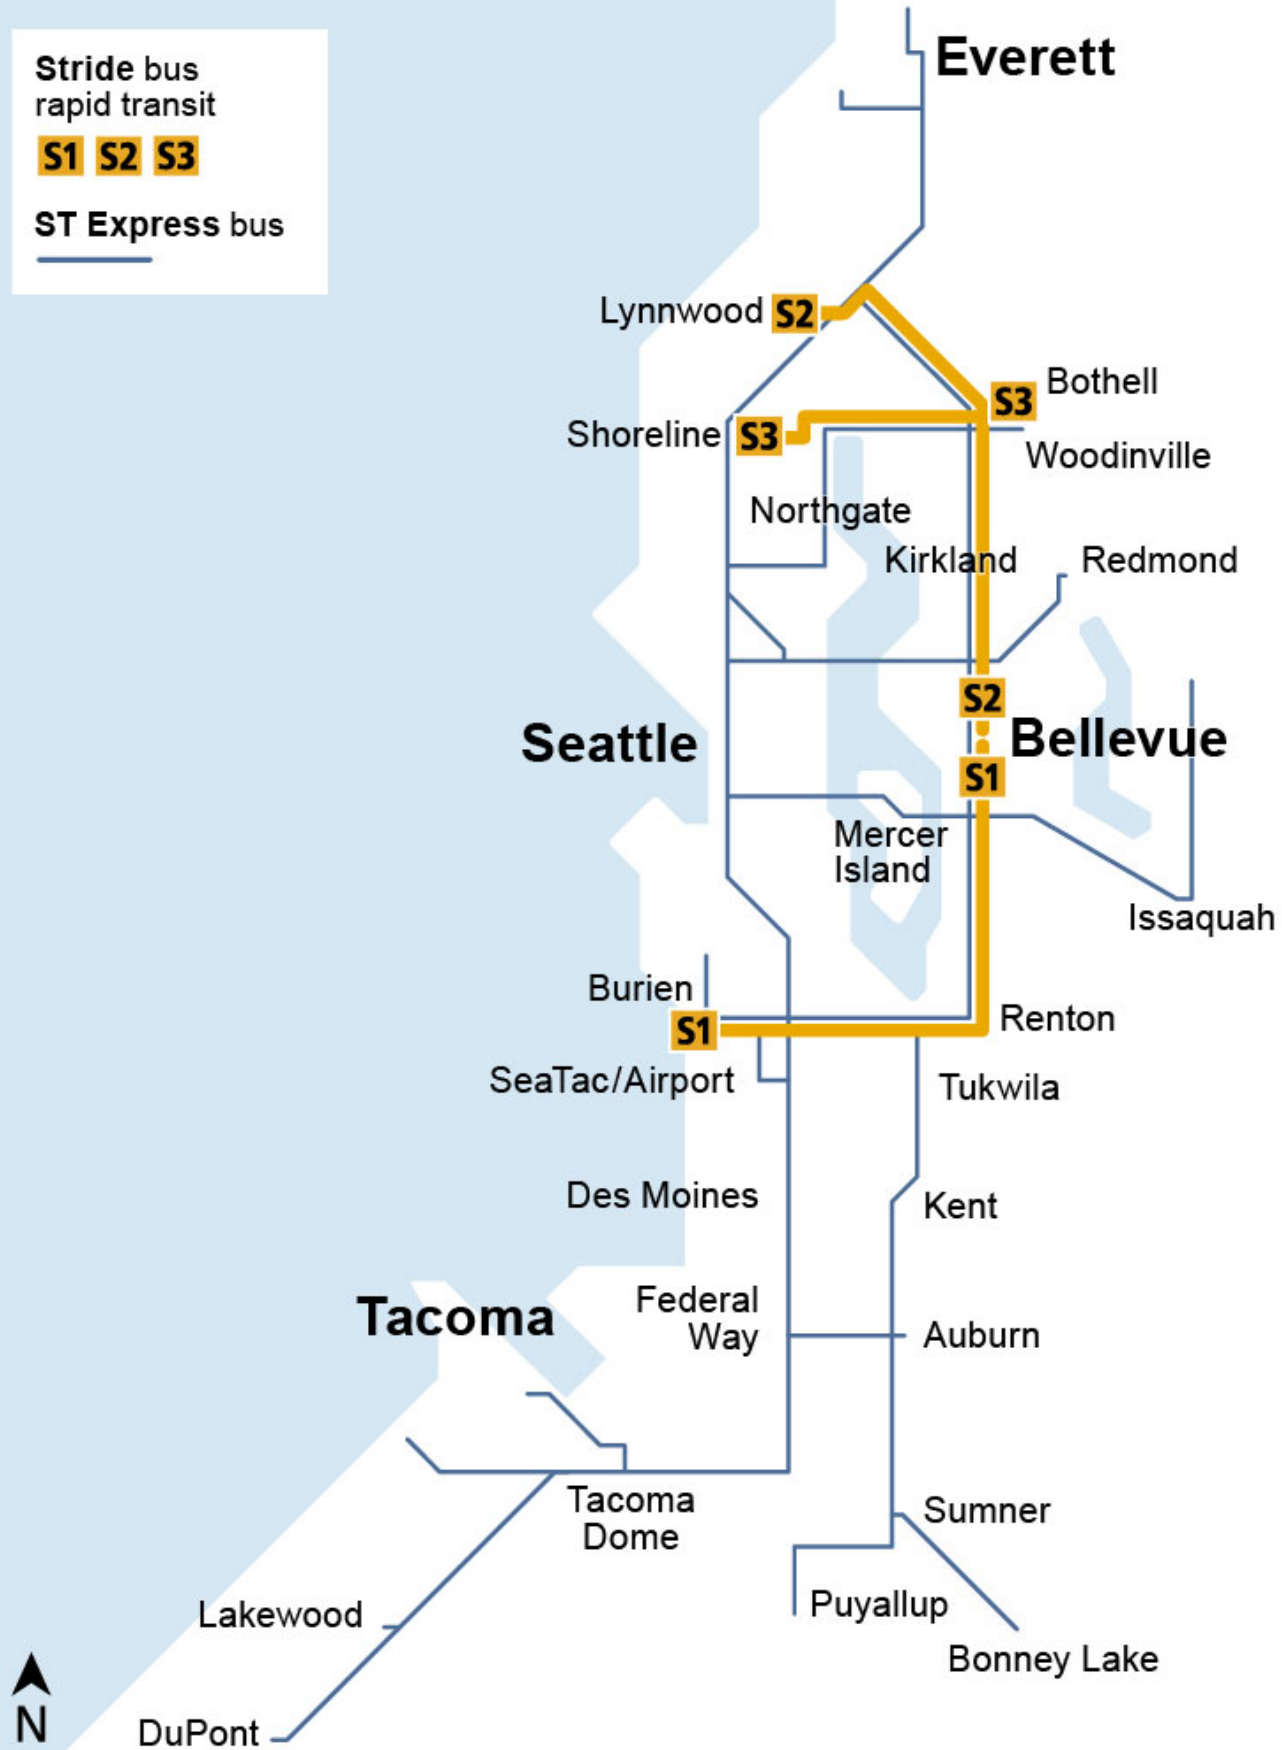 Stride bus
rapid transit
S1 S2 S3
ST Express bus
Everett
Lynnwood S2
S3 Bothell
Shoreline S3
Woodinville
Northgate
Kirkland
Redmond
S2
Seattle
Bellevue
S1
Mercer
Island
Issaquah
Burien
S1
Renton
SeaTac/Airport
Tukwila
Des Moines
Kent
Federal
Way
Tacoma
Auburn
Tacoma
Dome
Sumner
Puyallup
Lakewood
Bonney Lake
N
DuPont